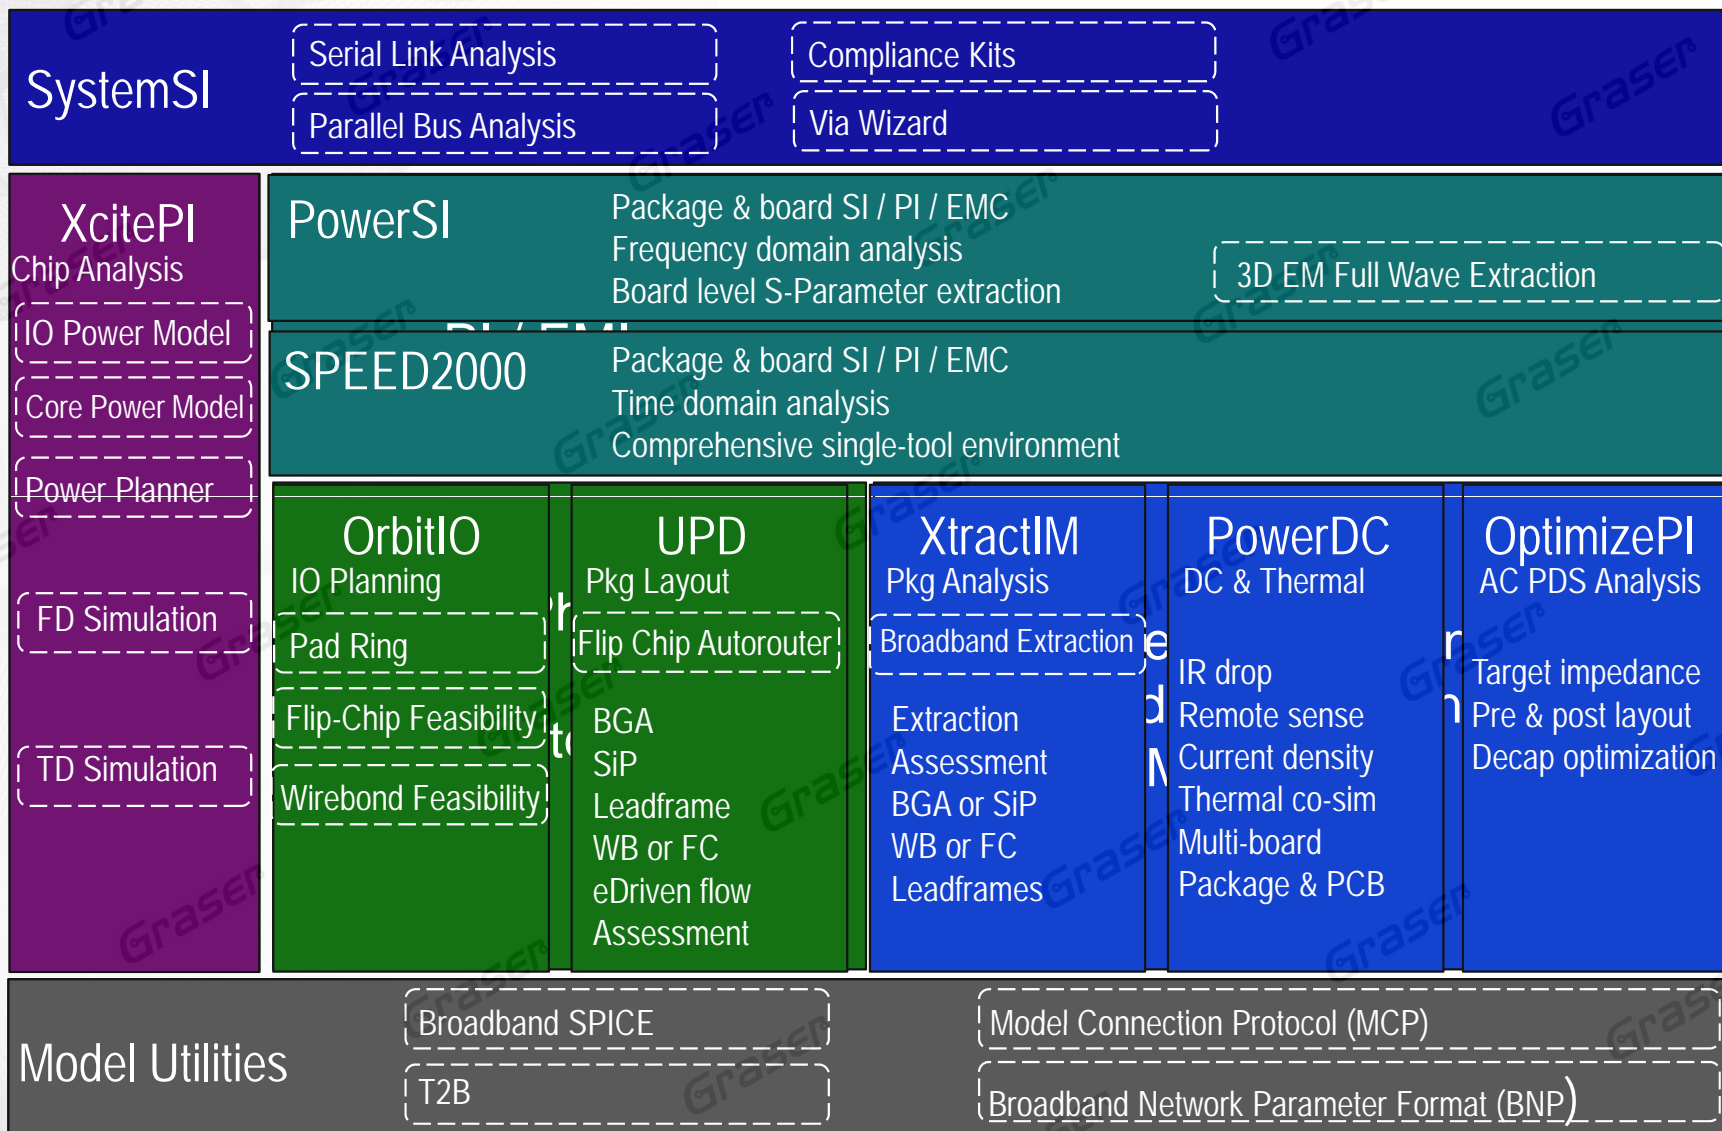 SystemSI
Serial Link Analysis
Parallel Bus Analysis
Compliance Kits
Via Wizard
XcitePI
Chip Analysis
IO Power Model
Core Power Model
Power Planner
FD Simulation
TD Simulation
PowerSI
Package & board SI / PI / EMC
Frequency domain analysis
Board level S-Parameter extraction
3D EM Full Wave Extraction
PI / EMI
SPEED2000
Package & board SI / PI / EMC
Time domain analysis
Comprehensive single-tool environment
OrbitIO
IO Planning
Pad Ring
Flip-Chip Feasibility
Wirebond Feasibility
UPD
Pkg Layout
Flip Chip Autorouter
BGA
SiP
Leadframe
WB or FC
eDriven flow
Assessment
XtractIM
Pkg Analysis
Broadband Extraction
Extraction
Assessment
BGA or SiP
WB or FC
Leadframes
PowerDC
DC & Thermal
IR drop
Remote sense
Current density
Thermal co-sim
Multi-board
Package & PCB
OptimizePI
AC PDS Analysis
Target impedance
Pre & post layout
Decap optimization
Model Utilities
Broadband SPICE
T2B
Model Connection Protocol (MCP)
Broadband Network Parameter Format (BNP)
Graser